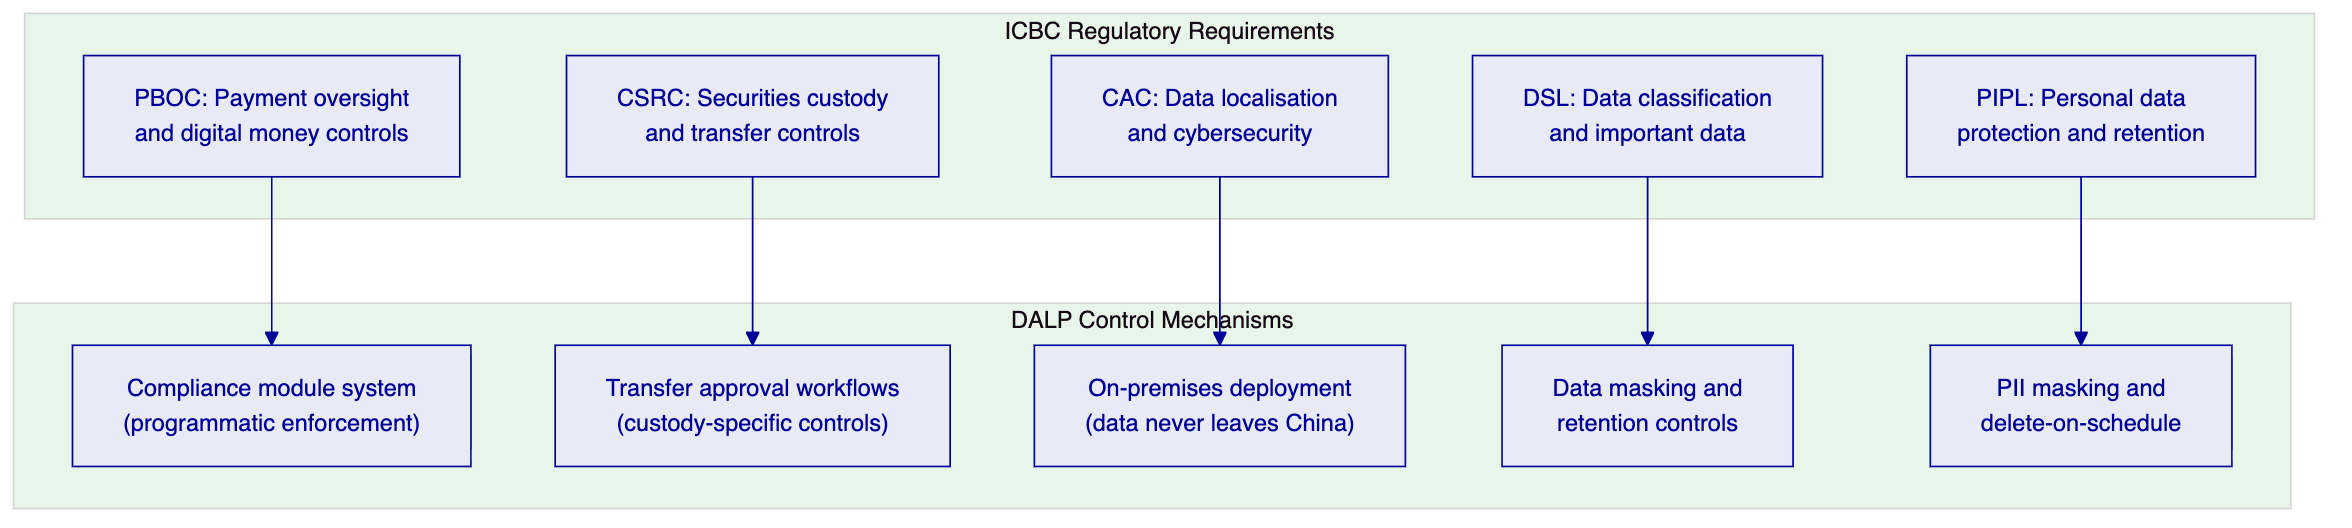 ICBC Regulatory Requirements
PBOC: Payment oversight
and digital money controls
CSRC: Securities custody
and transfer controls
CAC: Data localisation
and cybersecurity
DSL: Data classification
and important data
PIPL: Personal data
protection and retention
DALP Control Mechanisms
Compliance module system
(programmatic enforcement)
Transfer approval workflows
(custody-specific controls)
On-premises deployment
(data never leaves China)
Data masking and
retention controls
PII masking and
delete-on-schedule